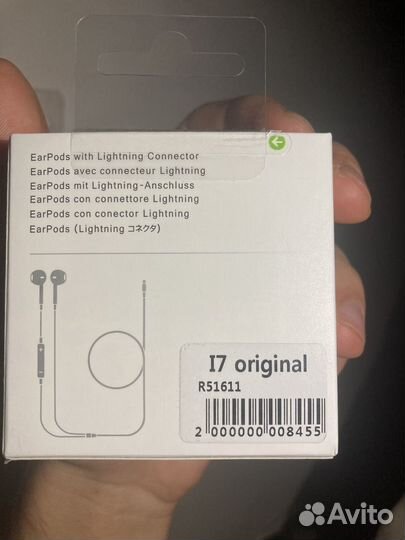 EarPods with Lightning Connector
EarPods avec connecteur Lightning
EarPods mit Lightning-Anschluss
EarPods con connettore Lightning
EarPods con conector Lightning
EarPods (Lightning コネクタ)
I7 original
R51611
2 000000 008455
Avito